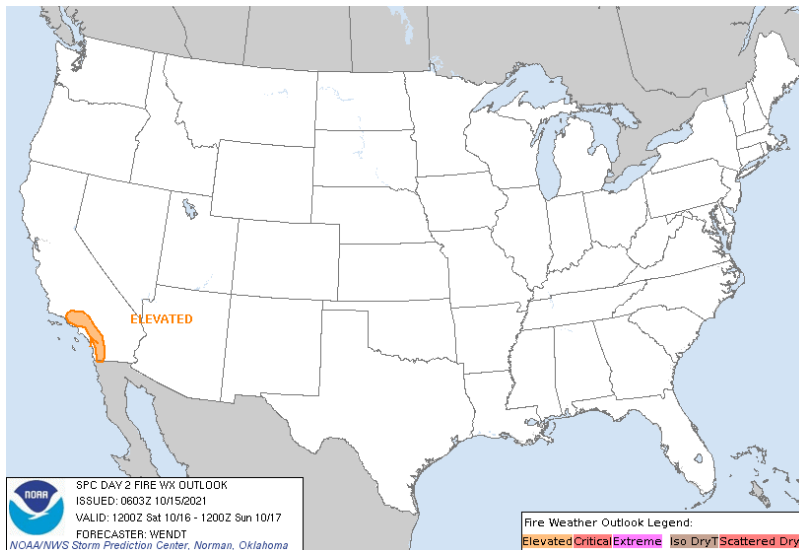 ELEVATED
SPC DAY 2 FIRE WX OUTLOOK
ISSUED: 0603Z 10/15/2021
VALID: 1200Z Sat 10/16 - 1200Z Sun 10/17
FORECASTER: WENDT
NOAA/NWS Storm Prediction Center, Norman, Oklahoma
NOAA
Fire Weather Outlook Legend:
Elevated Critical Extreme Iso DryT Scattered Dry